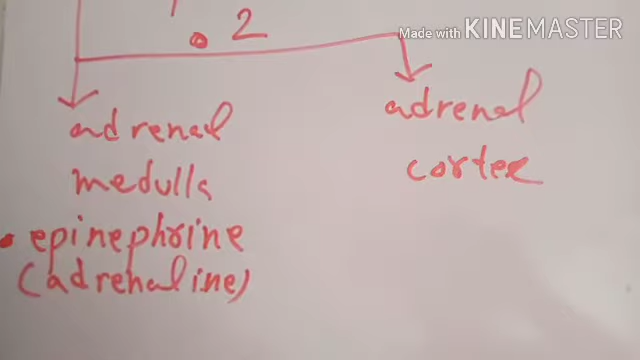 Made with KINEMASTER
. 2
adrenal
medulla
• epinephrine
(adrenaline)
adrenal
cortex